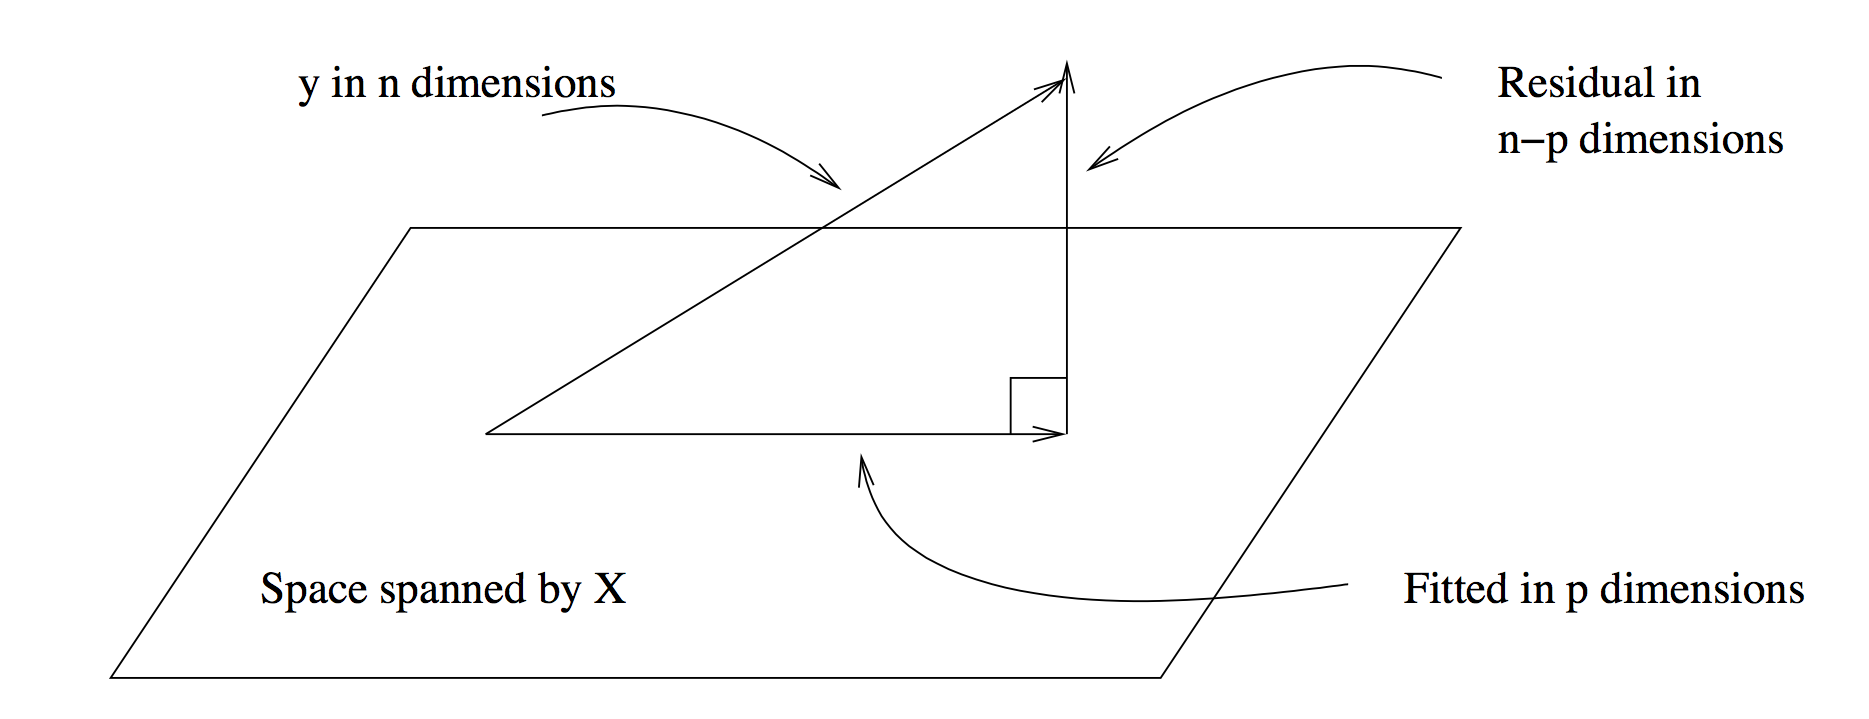 y in n dimensions
Residual in
n−p dimensions
Space spanned by X
Fitted in p dimensions